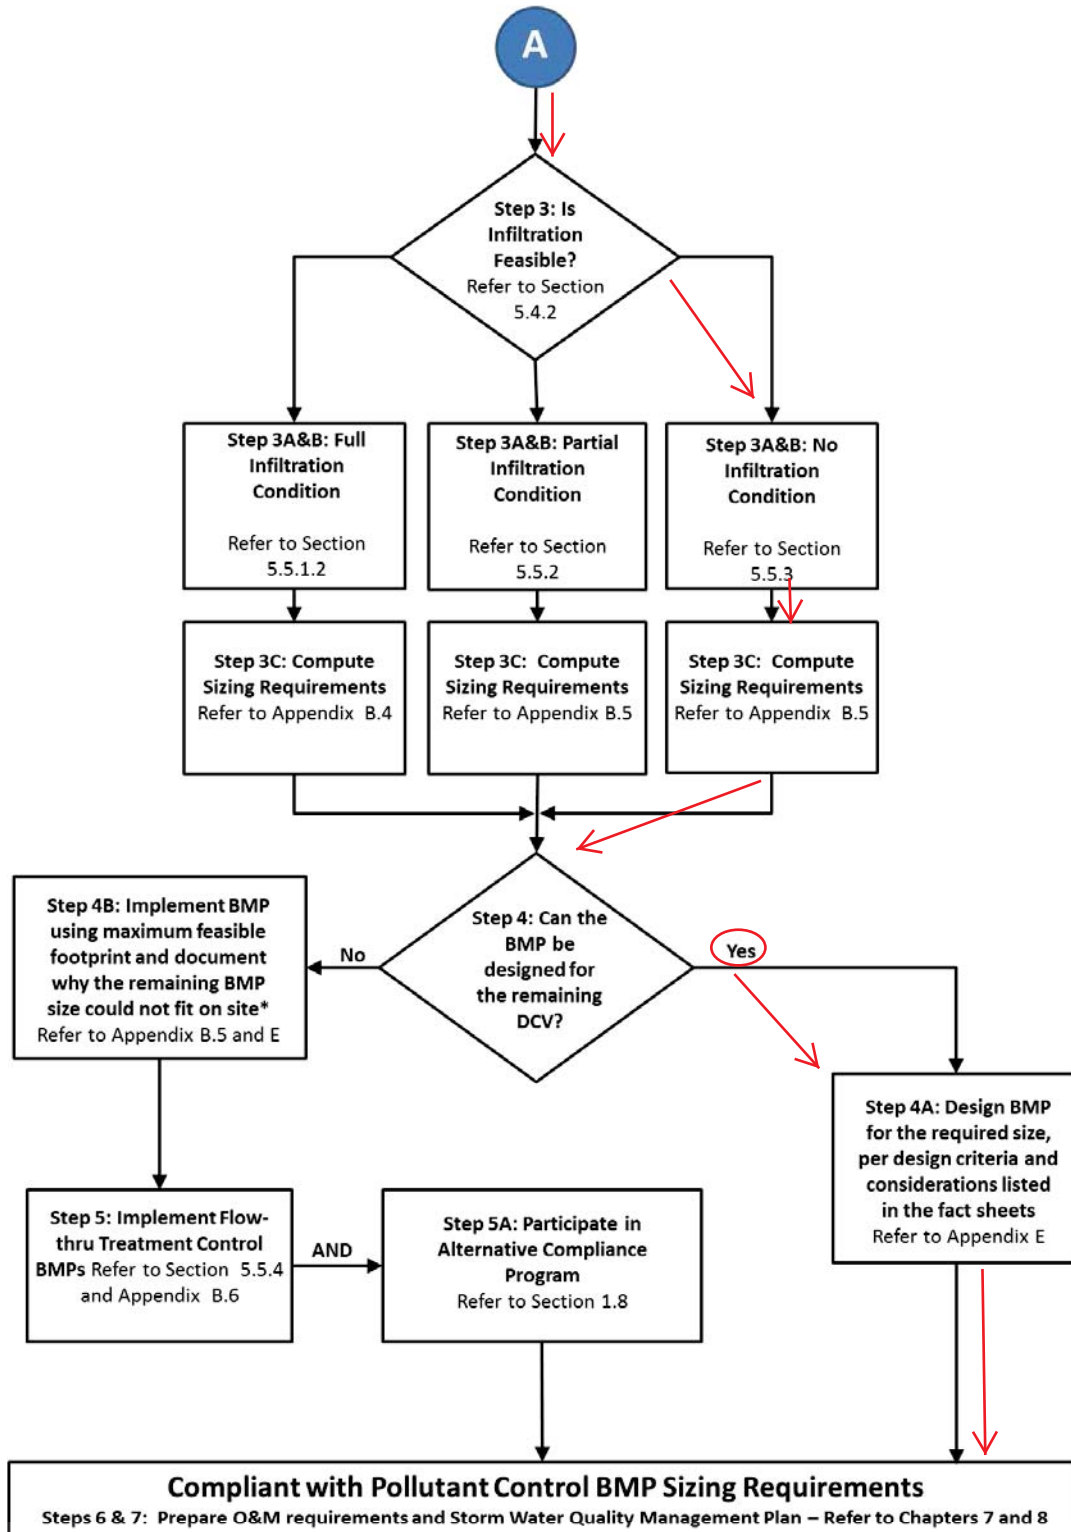 A
Step 3: Is
Infiltration
Feasible?
Refer to Section
5.4.2
Step 3A&B: Full
Infiltration
Condition
Refer to Section
5.5.1.2
Step 3A&B: Partial
Infiltration
Condition
Refer to Section
5.5.2
Step 3A&B: No
Infiltration
Condition
Refer to Section
5.5.3
Step 3C: Compute
Sizing Requirements
Refer to Appendix B.4
Step 3C: Compute
Sizing Requirements
Refer to Appendix B.5
Step 3C: Compute
Sizing Requirements
Refer to Appendix B.5
Step 4: Can the
BMP be
designed for
the remaining
DCV?
No
Yes
Step 4B: Implement BMP
using maximum feasible
footprint and document
why the remaining BMP
size could not fit on site*
Refer to Appendix B.5 and E
Step 4A: Design BMP
for the required size,
per design criteria and
considerations listed
in the fact sheets
Refer to Appendix E
Step 5: Implement Flow-
thru Treatment Control
BMPs Refer to Section 5.5.4
and Appendix B.6
AND
Step 5A: Participate in
Alternative Compliance
Program
Refer to Section 1.8
Compliant with Pollutant Control BMP Sizing Requirements
Steps 6 & 7: Prepare O&M requirements and Storm Water Quality Management Plan – Refer to Chapters 7 and 8